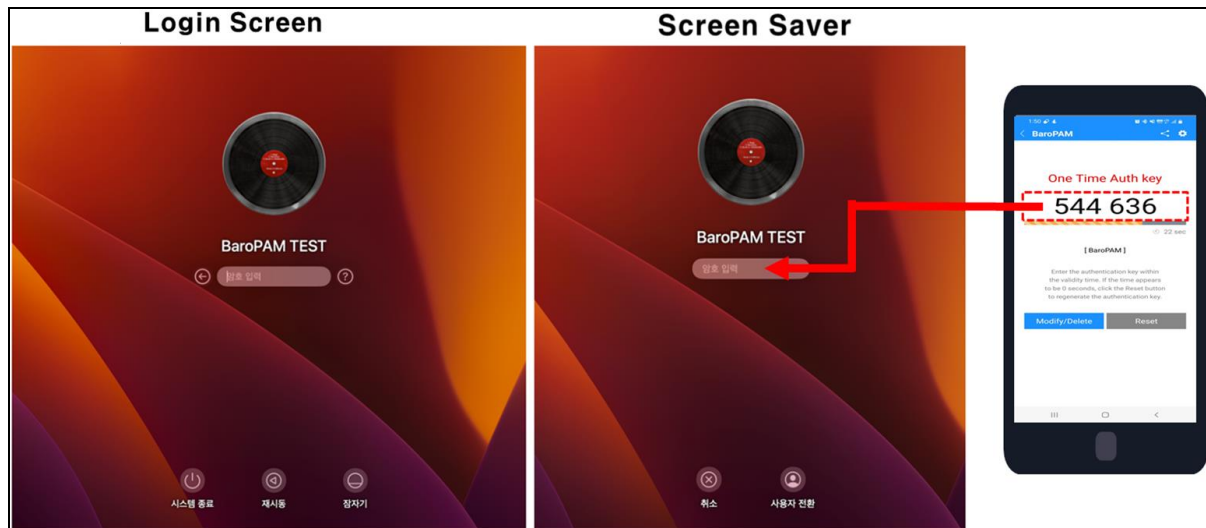 Login Screen
BaroPAM TEST
암호 입력
?
시스템 종료
재시동
잠자기
Screen Saver
BaroPAM TEST
암호 입력
취소
사용자 전환
1:50
BaroPAM
One Time Auth key
544 636
22 sec
[ BaroPAM ]
Enter the authentication key within
the validity time. If the time appears
to be 0 seconds, click the Reset button
to regenerate the authentication key
Modify/Delete
Reset